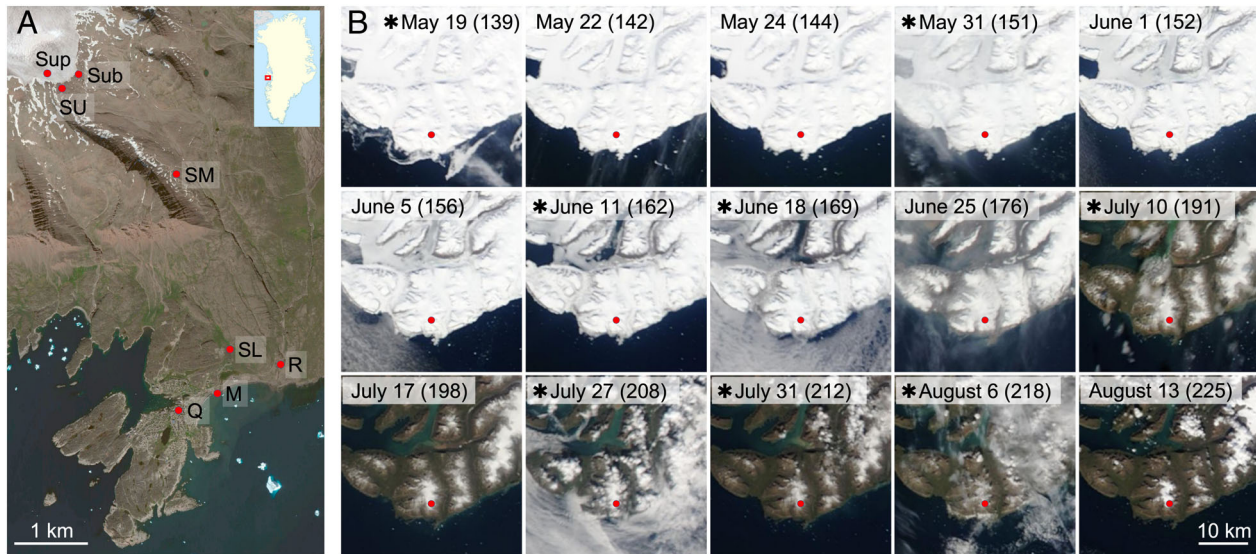 A
Sup
Sub
SU
SM
SL
R
M
Q
1 km
B
*May 19 (139)
May 22 (142)
May 24 (144)
*May 31 (151)
June 1 (152)
June 5 (156)
*June 11 (162)
*June 18 (169)
June 25 (176)
*July 10 (191)
July 17 (198)
*July 27 (208)
*July 31 (212)
*August 6 (218)
August 13 (225)
10 km